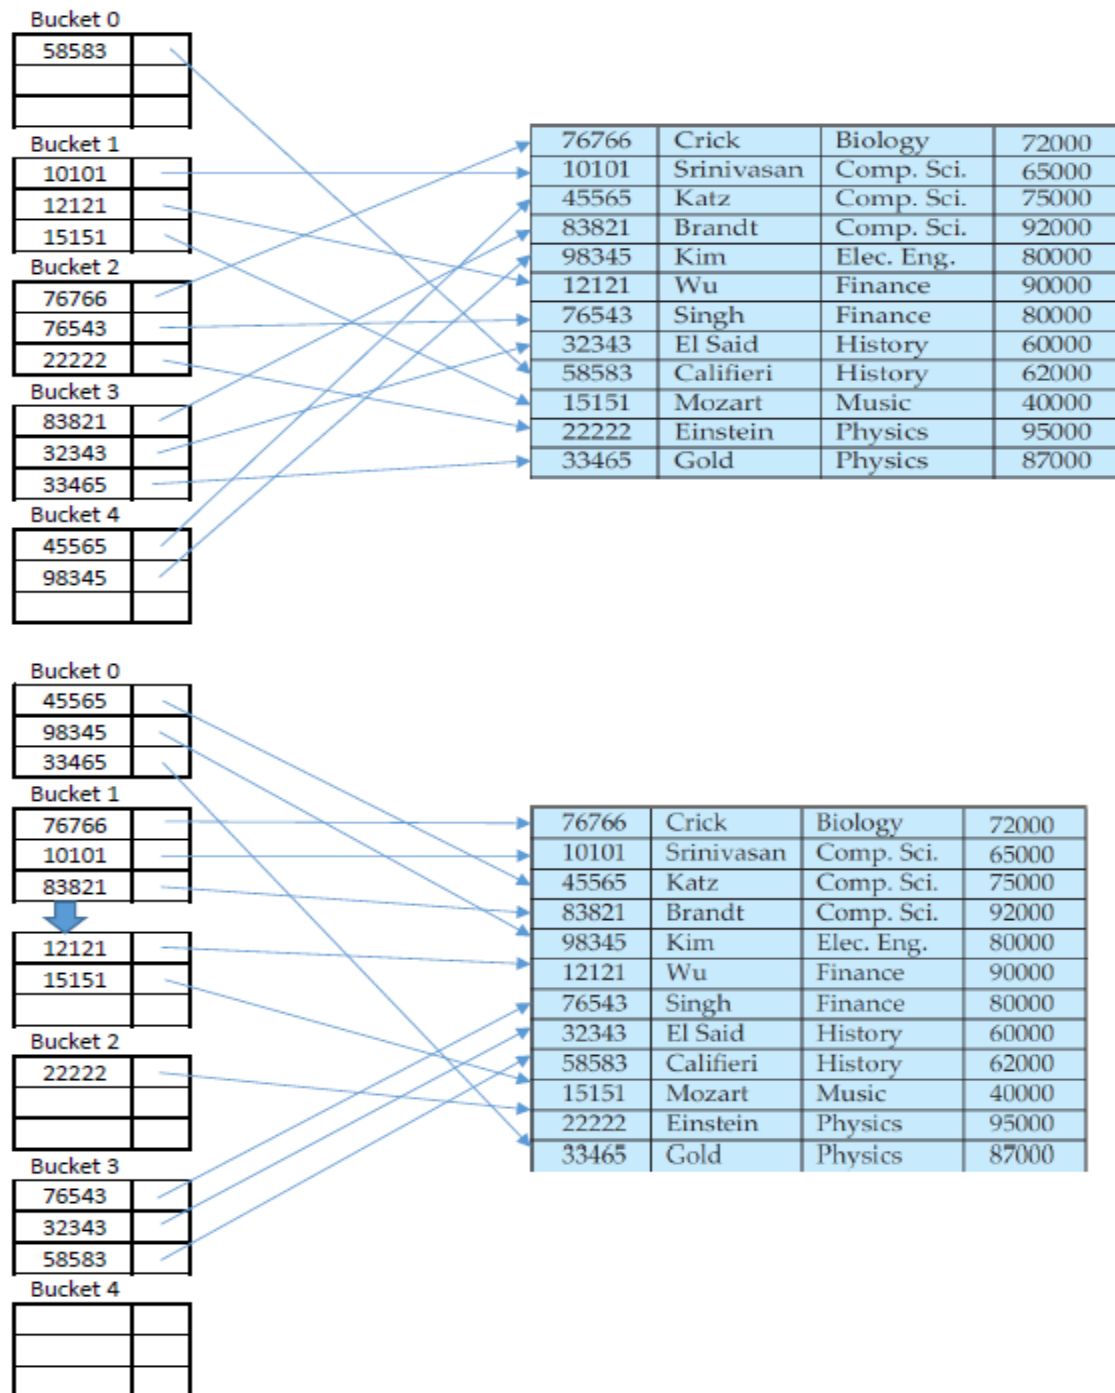 Bucket 0
58583
Bucket 1
10101
12121
15151
Bucket 2
76766
76543
22222
Bucket 3
83821
32343
33465
Bucket 4
45565
98345
76766 Crick Biology 72000
10101 Srinivasan Comp. Sci. 65000
45565 Katz Comp. Sci. 75000
83821 Brandt Comp. Sci. 92000
98345 Kim Elec. Eng. 80000
12121 Wu Finance 90000
76543 Singh Finance 80000
32343 El Said History 60000
58583 Califieri History 62000
15151 Mozart Music 40000
22222 Einstein Physics 95000
33465 Gold Physics 87000
Bucket 0
45565
98345
33465
Bucket 1
76766
10101
83821
12121
15151
Bucket 2
22222
Bucket 3
76543
32343
58583
Bucket 4
76766 Crick Biology 72000
10101 Srinivasan Comp. Sci. 65000
45565 Katz Comp. Sci. 75000
83821 Brandt Comp. Sci. 92000
98345 Kim Elec. Eng. 80000
12121 Wu Finance 90000
76543 Singh Finance 80000
32343 El Said History 60000
58583 Califieri History 62000
15151 Mozart Music 40000
22222 Einstein Physics 95000
33465 Gold Physics 87000